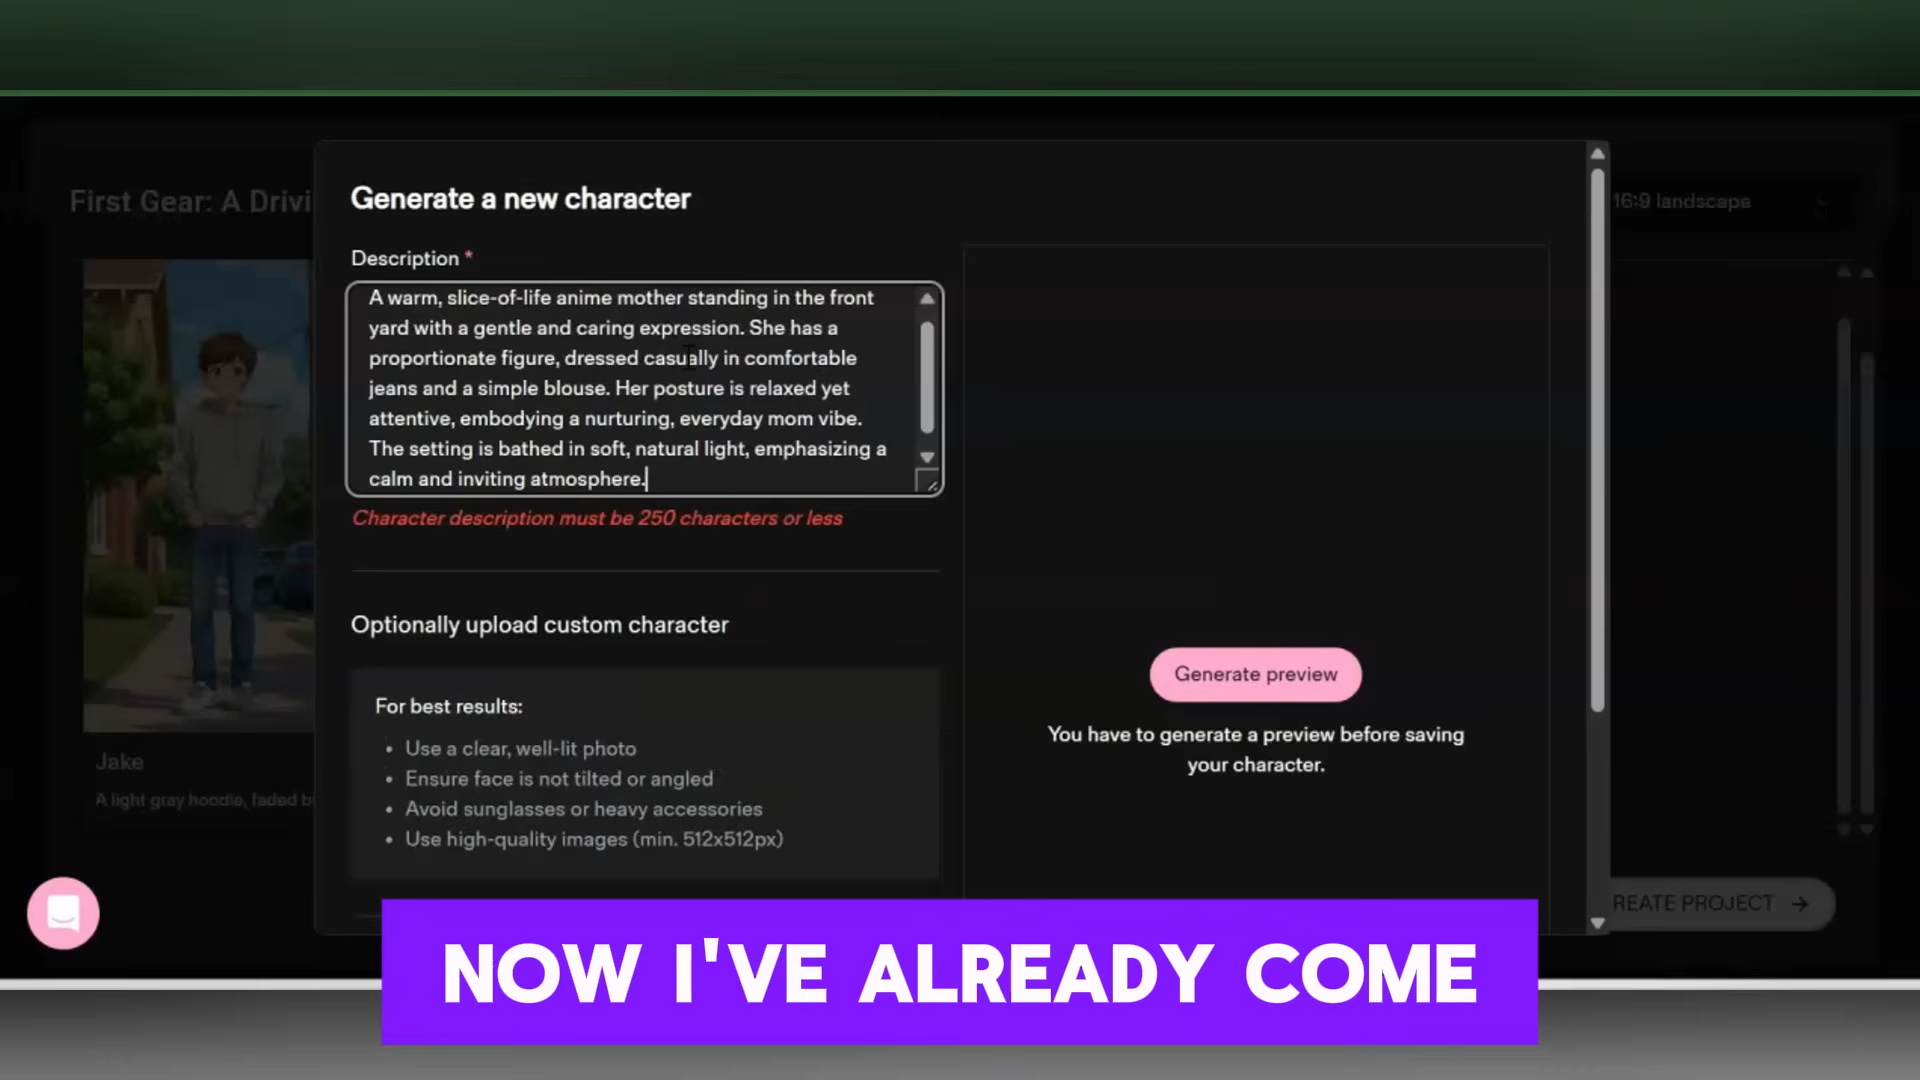 Generate a new character
First Gear: A Drivi
16:9 landscape
Description *
A warm, slice-of-life anime mother standing in the front
yard with a gentle and caring expression. She has a
proportionate figure, dressed casually in comfortable
jeans and a simple blouse. Her posture is relaxed yet
attentive, embodying a nurturing, everyday mom vibe.
The setting is bathed in soft, natural light, emphasizing a
calm and inviting atmosphere.
Character description must be 250 characters or less
Optionally upload custom character
For best results:
• Use a clear, well-lit photo
• Ensure face is not tilted or angled
• Avoid sunglasses or heavy accessories
• Use high-quality images (min. 512x512px)
Generate preview
You have to generate a preview before saving
your character.
Jake
A light gray hoodie, faded b
REATE PROJECT →
NOW I'VE ALREADY COME